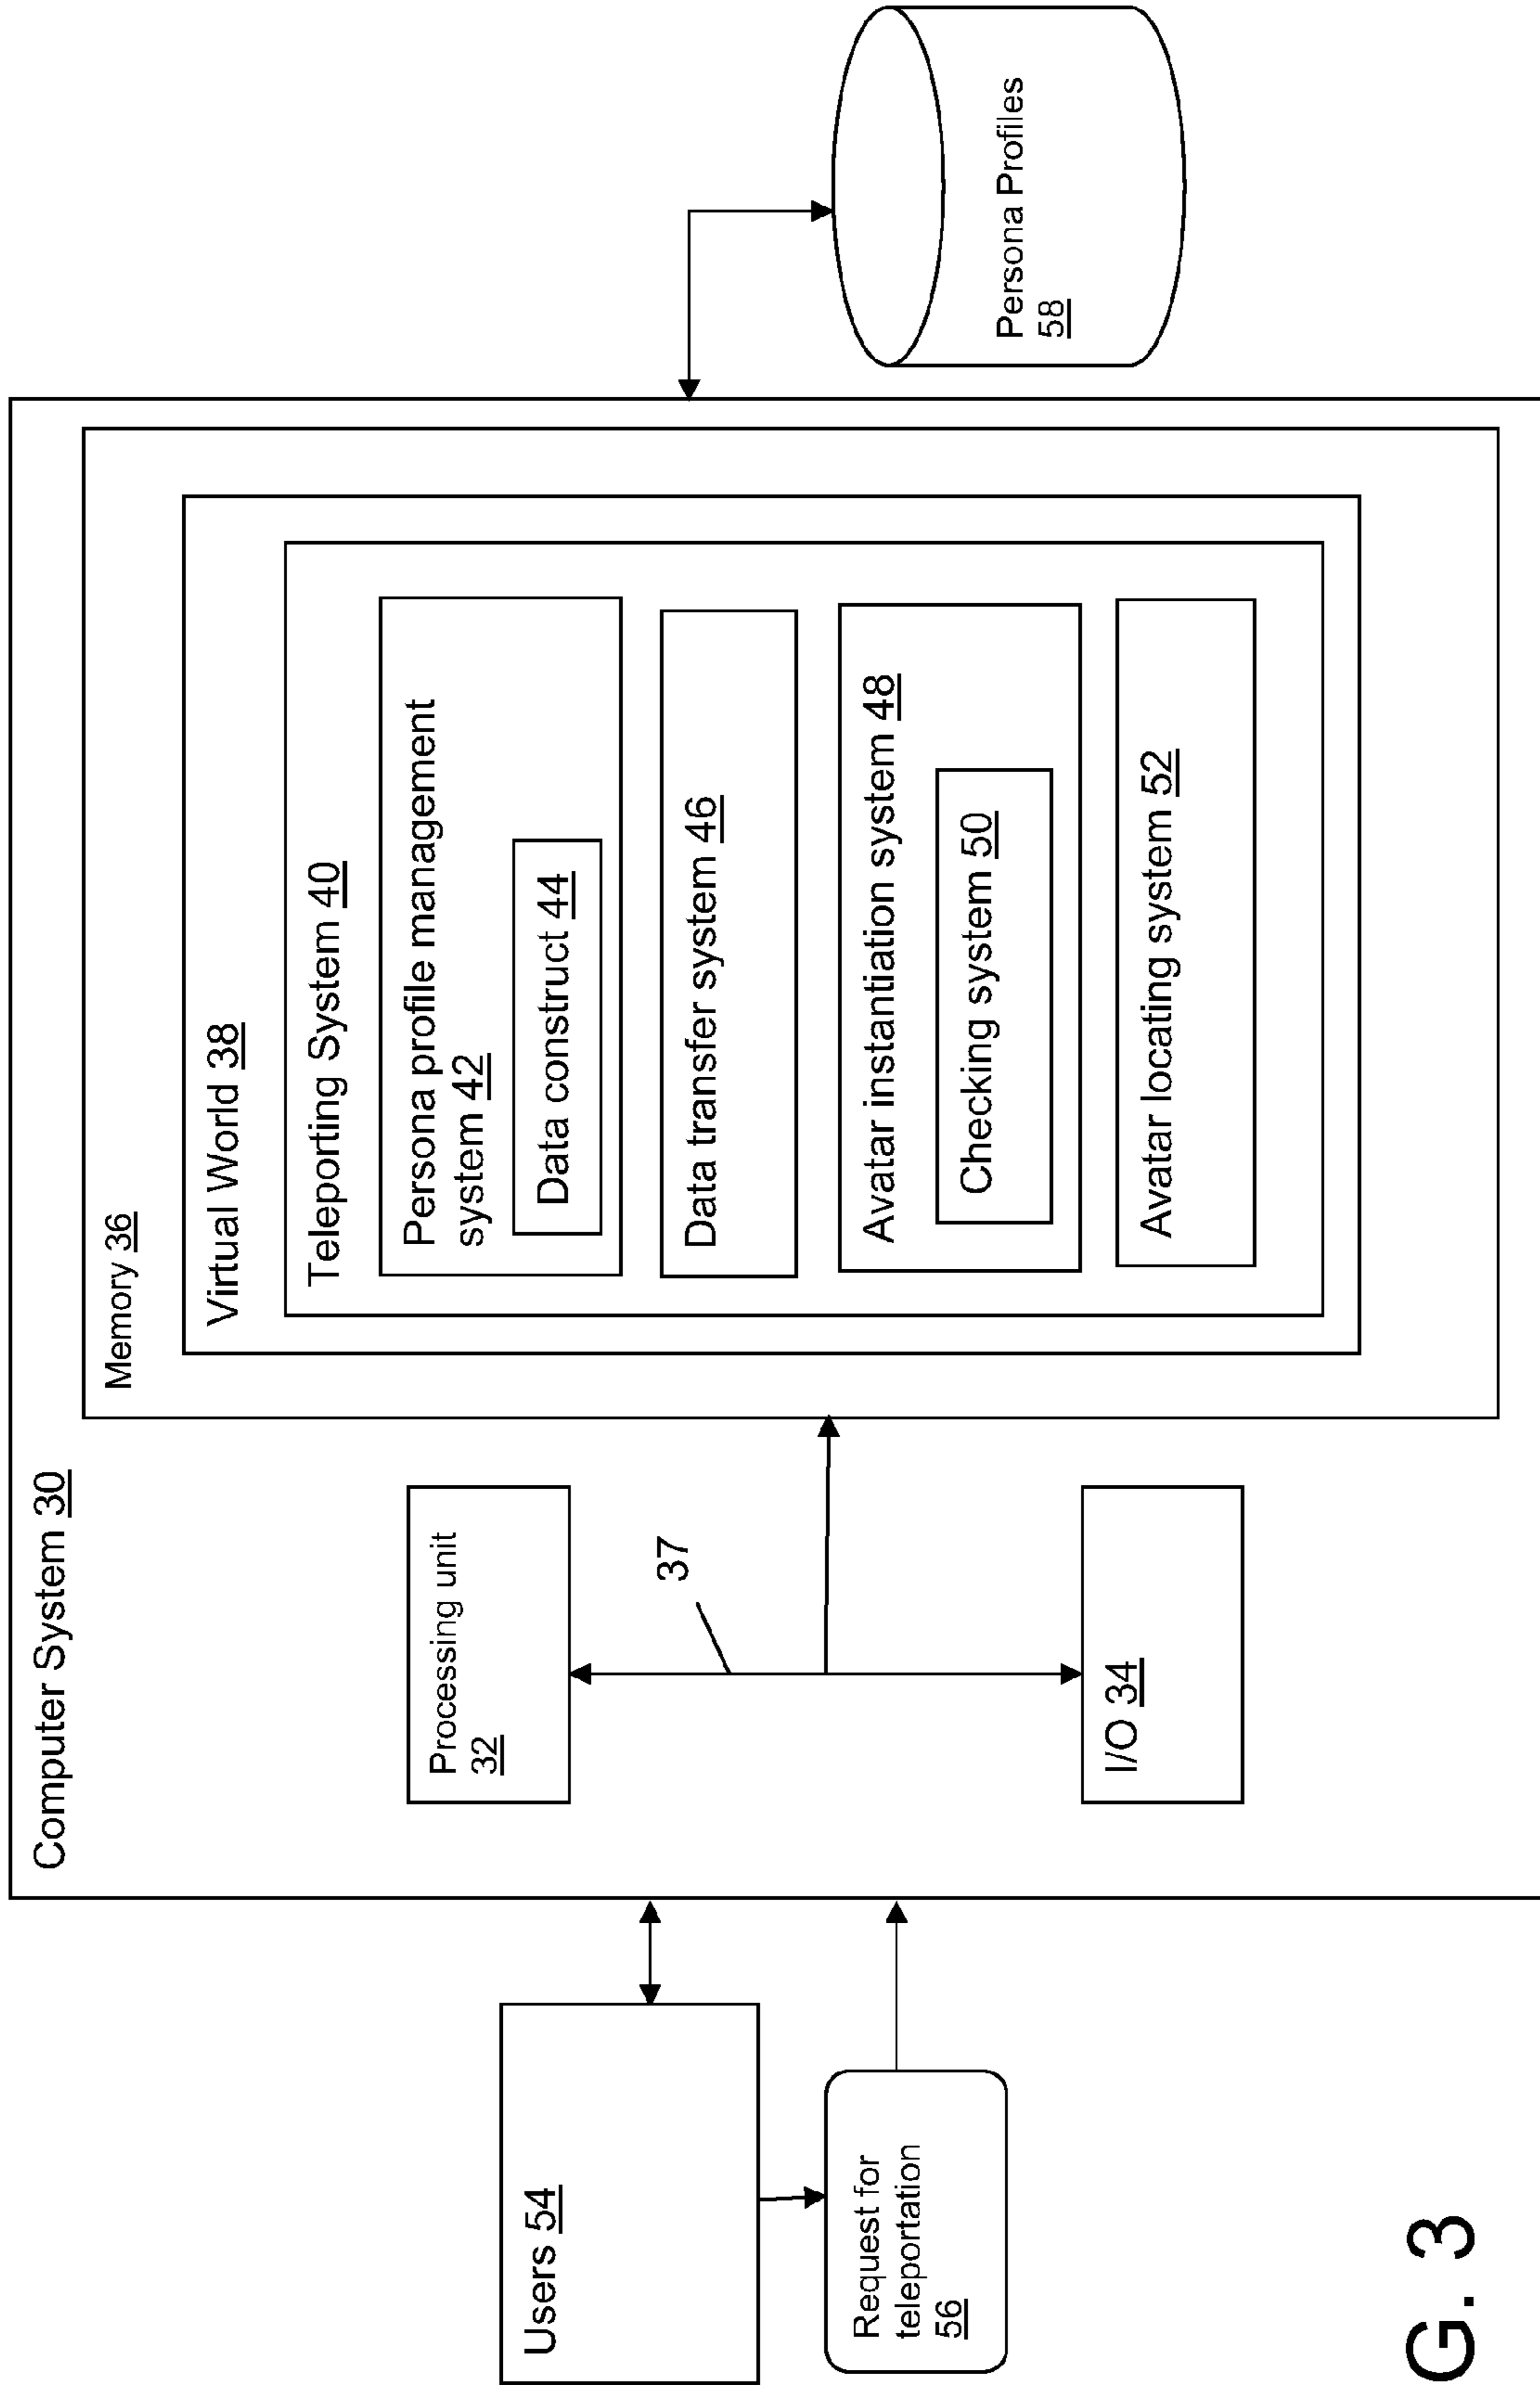 Computer System 30
Memory 36
Virtual World 38
Teleporting System 40
Persona profile management
system 42
Data construct 44
Data transfer system 46
Avatar instantiation system 48
Checking system 50
Avatar locating system 52
Processing unit
32
37
I/O 34
Users 54
Request for
teleportation
56
Persona Profiles
58
G. 3